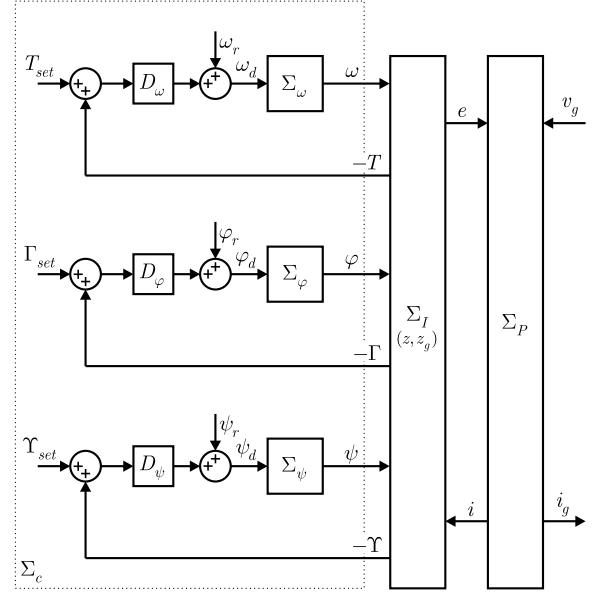 ω_r
T_set + + D_ω + + ω_d Σ_ω ω
e v_g
−T
φ_r
Γ_set + + D_φ + + φ_d Σ_φ φ
Σ_I
(z, z_g)
Σ_P
−Γ
ψ_r
ϒ_set + + D_ψ + + ψ_d Σ_ψ ψ
i i_g
−ϒ
Σ_c